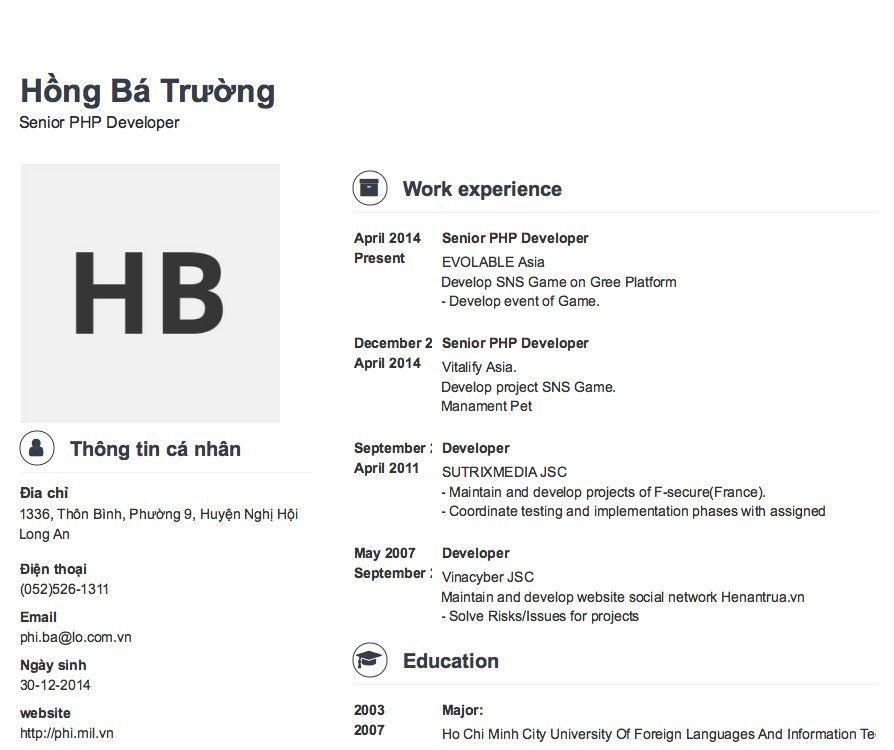 Hồng Bá Trường
Senior PHP Developer
HB
Thông tin cá nhân
Đia chỉ
1336, Thôn Bình, Phường 9, Huyện Nghị Hội
Long An
Điện thoại
(052)526-1311
Email
phi.ba@lo.com.vn
Ngày sinh
30-12-2014
website
http://phi.mil.vn
Work experience
April 2014 Senior PHP Developer
Present EVOLABLE Asia
Develop SNS Game on Gree Platform
- Develop event of Game.
December 2 Senior PHP Developer
April 2014 Vitalify Asia.
Develop project SNS Game.
Manament Pet
September Developer
April 2011 SUTRIXMEDIA JSC
- Maintain and develop projects of F-secure(France).
- Coordinate testing and implementation phases with assigned
May 2007 Developer
September Vinacyber JSC
Maintain and develop website social network Henantrua.vn
- Solve Risks/Issues for projects
Education
2003 Major:
2007 Ho Chi Minh City University Of Foreign Languages And Information Te